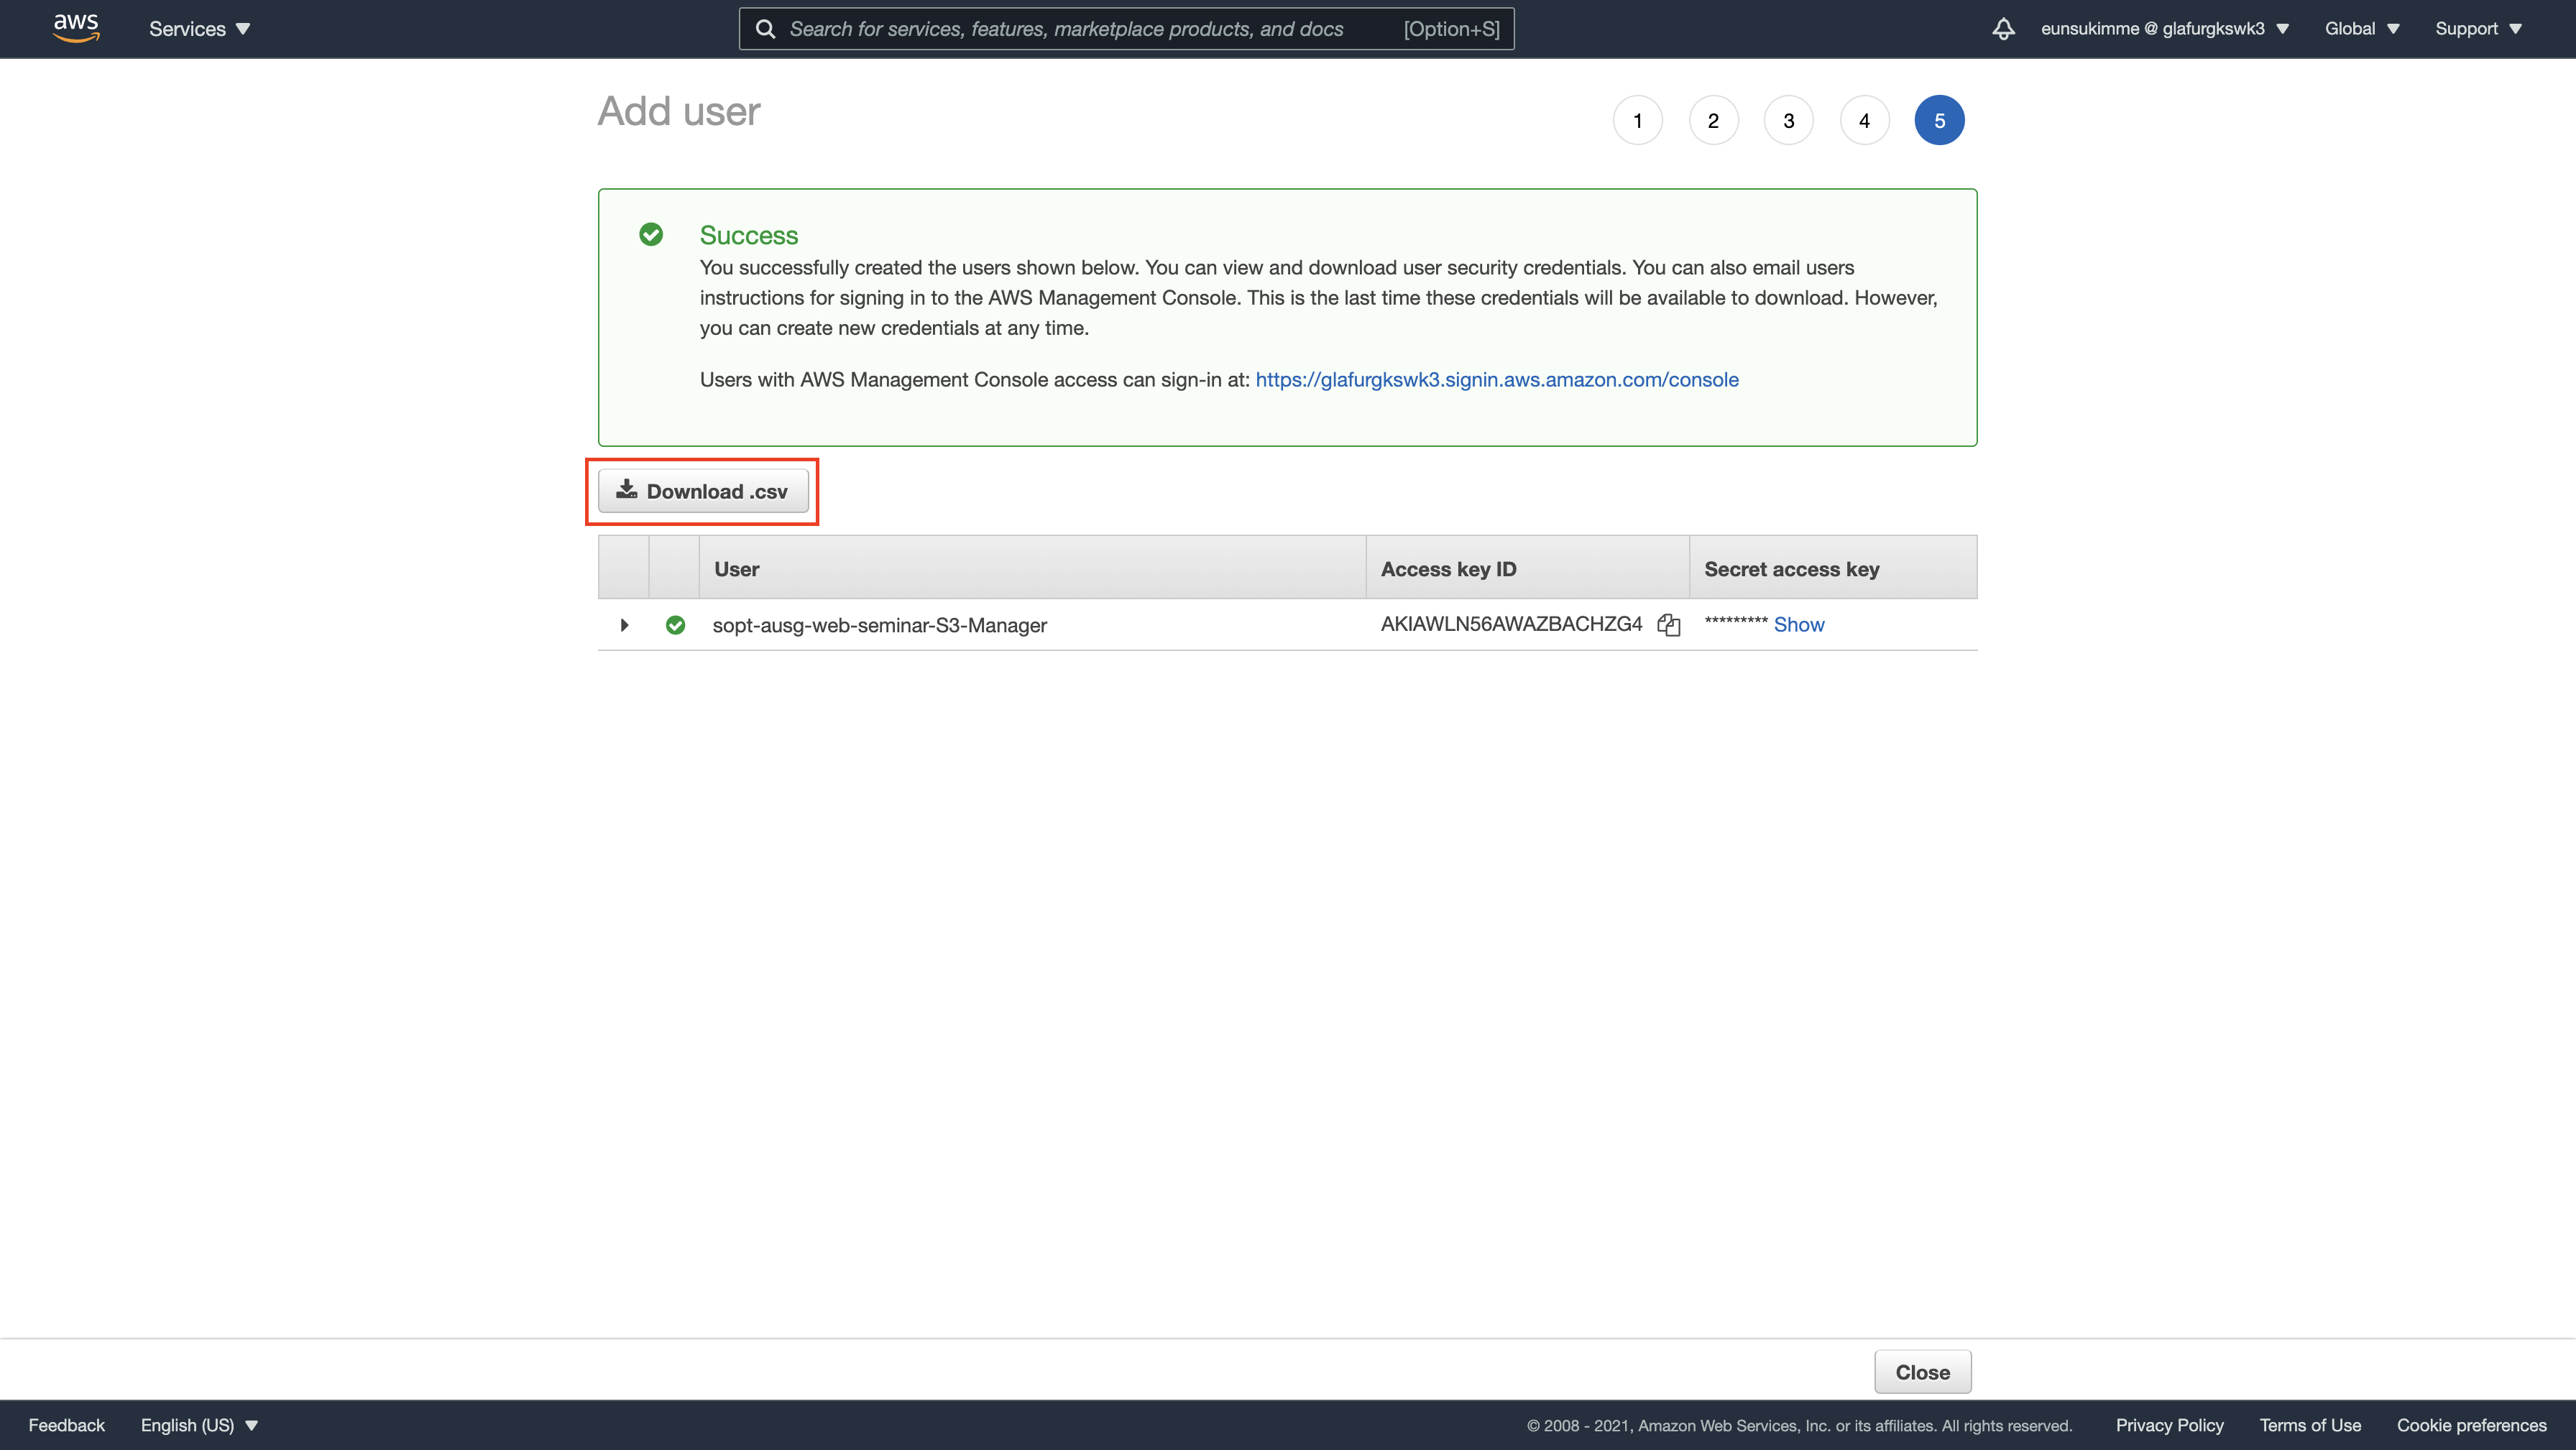 aws
Services
Search for services, features, marketplace products, and docs [Option+S]
eunsukimme @ glafurgkswk3
Global
Support
Add user
1 2 3 4 5
Success
You successfully created the users shown below. You can view and download user security credentials. You can also email users
instructions for signing in to the AWS Management Console. This is the last time these credentials will be available to download. However,
you can create new credentials at any time.
Users with AWS Management Console access can sign-in at: https://glafurgkswk3.signin.aws.amazon.com/console
Download .csv
User Access key ID Secret access key
sopt-ausg-web-seminar-S3-Manager AKIAWLN56AWAZBACHZG4 ********* Show
Close
Feedback English (US) © 2008 - 2021, Amazon Web Services, Inc. or its affiliates. All rights reserved. Privacy Policy Terms of Use Cookie preferences